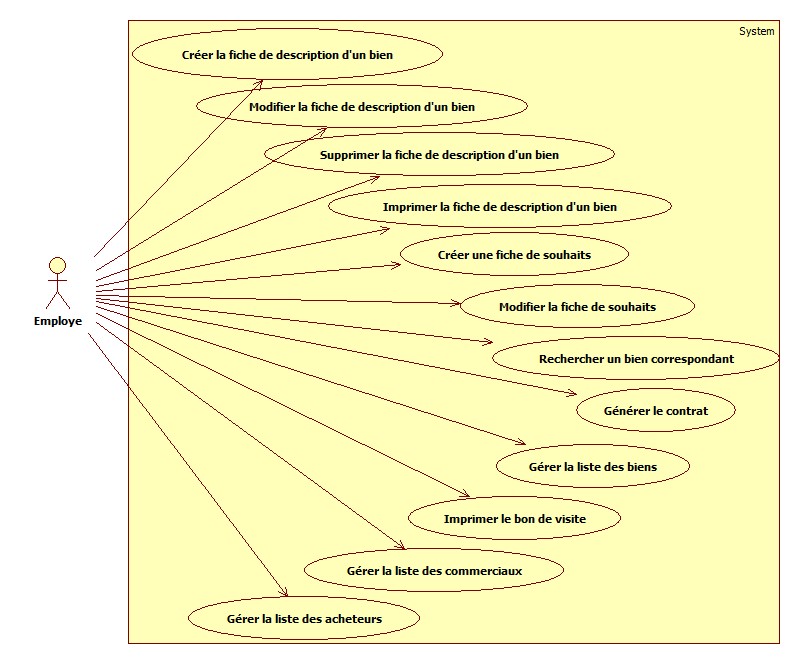 System
Créer la fiche de description d'un bien
Modifier la fiche de description d'un bien
Supprimer la fiche de description d'un bien
Imprimer la fiche de description d'un bien
Créer une fiche de souhaits
Modifier la fiche de souhaits
Employe
Rechercher un bien correspondant
Générer le contrat
Gérer la liste des biens
Imprimer le bon de visite
Gérer la liste des commerciaux
Gérer la liste des acheteurs